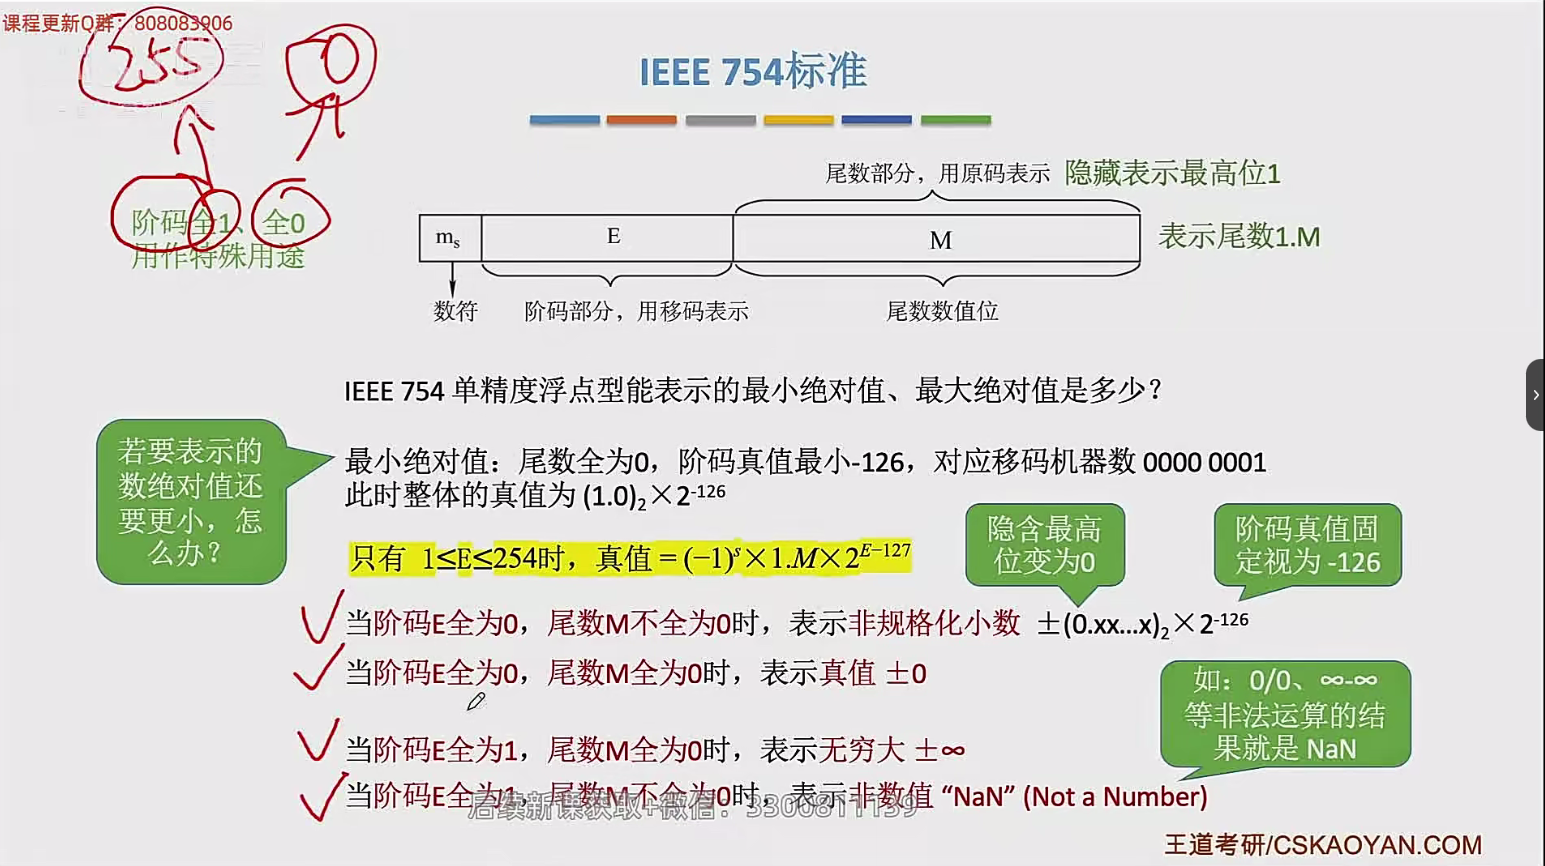 课程更新Q群：808083906
255
0
IEEE 754标准
尾数部分，用原码表示 隐藏表示最高位1
阶码全1、全0
用作特殊用途
mₛ E M
表示尾数1.M
数符 阶码部分，用移码表示 尾数数值位
IEEE 754 单精度浮点型能表示的最小绝对值、最大绝对值是多少？
若要表示的
数绝对值还
要更小，怎
么办？
最小绝对值：尾数全为0，阶码真值最小-126，对应移码机器数 0000 0001
此时整体的真值为 (1.0)₂×2⁻¹²⁶
只有 1≤E≤254时，真值 = (−1)ˢ×1.M×2ᴱ⁻¹²⁷
隐含最高
位变为0
阶码真值固
定视为 -126
当阶码E全为0，尾数M不全为0时，表示非规格化小数 ±(0.xx...x)₂×2⁻¹²⁶
当阶码E全为0，尾数M全为0时，表示真值 ±0
如：0/0、∞-∞
等非法运算的结
果就是 NaN
当阶码E全为1，尾数M全为0时，表示无穷大 ±∞
当阶码E全为1，尾数M不全为0时，表示非数值 “NaN” (Not a Number)
后续新课获取+微信：3300811139
王道考研/CSKAOYAN.COM